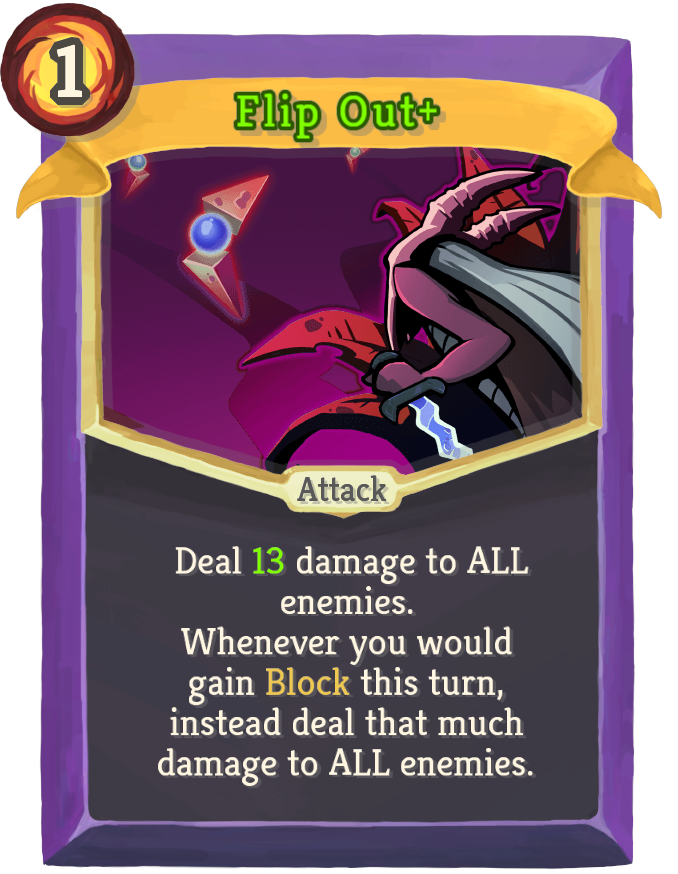 1
Flip Out+
Attack
Deal 13 damage to ALL
enemies.
Whenever you would
gain Block this turn,
instead deal that much
damage to ALL enemies.